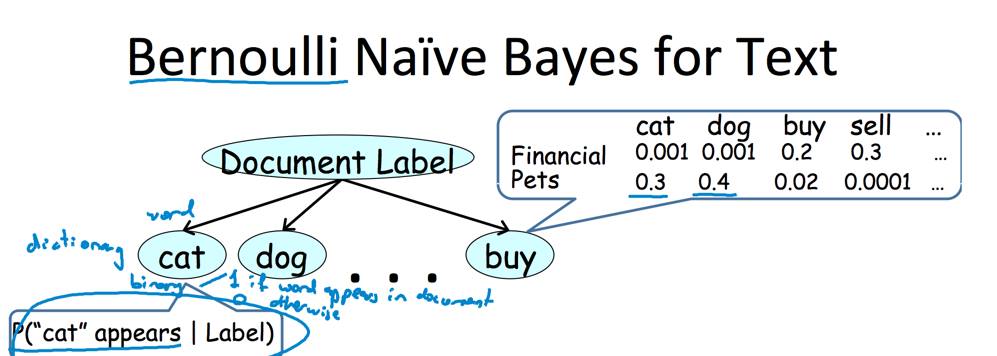 Bernoulli Naïve Bayes for Text
cat dog buy sell ...
Financial 0.001 0.001 0.2 0.3 ...
Pets 0.3 0.4 0.02 0.0001 ...
Document Label
word
dictionary
cat dog . . . buy
binary 1 if word appears in document
0 otherwise
P("cat" appears | Label)